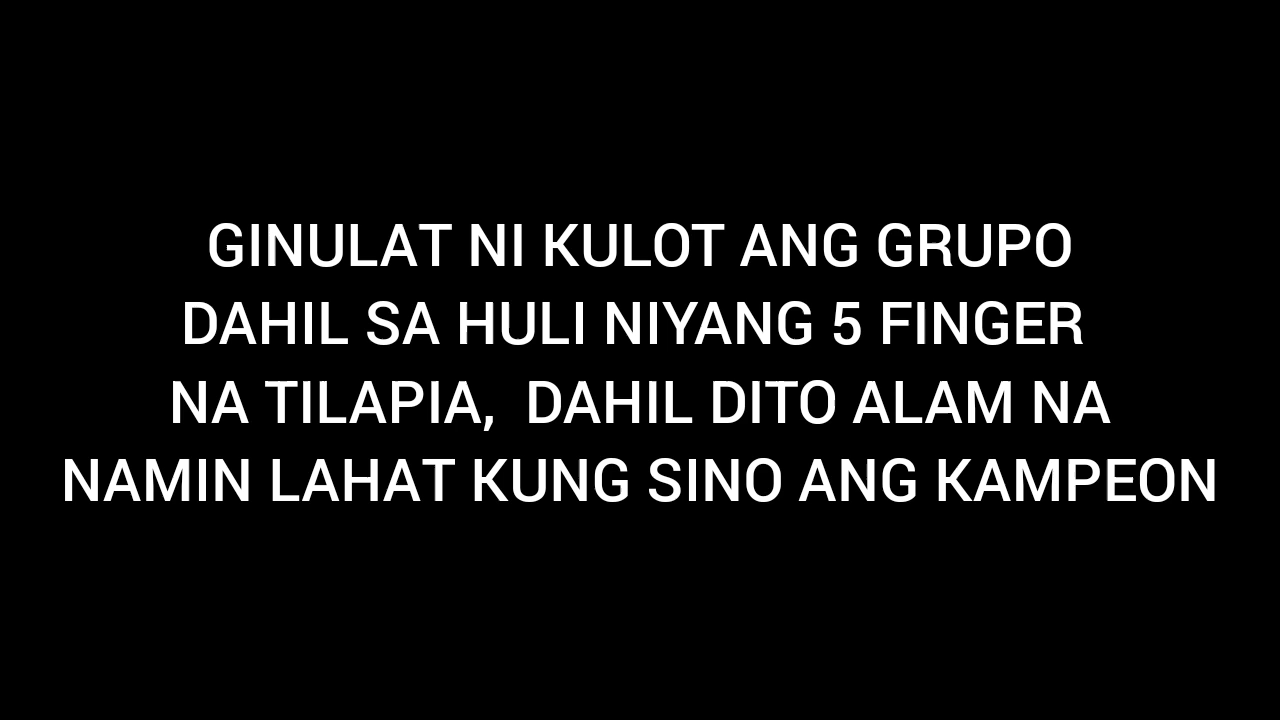 GINULAT NI KULOT ANG GRUPO
DAHIL SA HULI NIYANG 5 FINGER
NA TILAPIA,  DAHIL DITO ALAM NA
NAMIN LAHAT KUNG SINO ANG KAMPEON